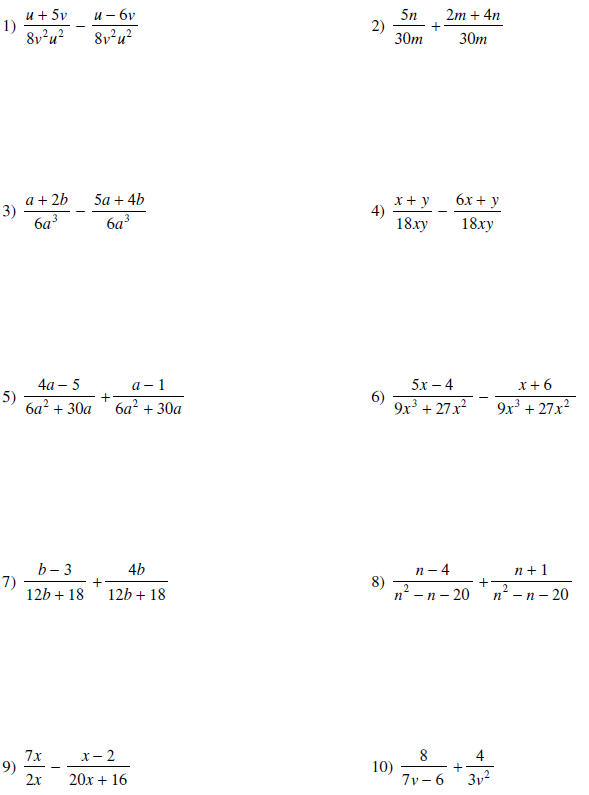 1) (u + 5v)/(8v²u²) − (u − 6v)/(8v²u²)
2) 5n/(30m) + (2m + 4n)/(30m)
3) (a + 2b)/(6a³) − (5a + 4b)/(6a³)
4) (x + y)/(18xy) − (6x + y)/(18xy)
5) (4a − 5)/(6a² + 30a) + (a − 1)/(6a² + 30a)
6) (5x − 4)/(9x³ + 27x²) − (x + 6)/(9x³ + 27x²)
7) (b − 3)/(12b + 18) + 4b/(12b + 18)
8) (n − 4)/(n² − n − 20) + (n + 1)/(n² − n − 20)
9) 7x/(2x) − (x − 2)/(20x + 16)
10) 8/(7v − 6) + 4/(3v²)